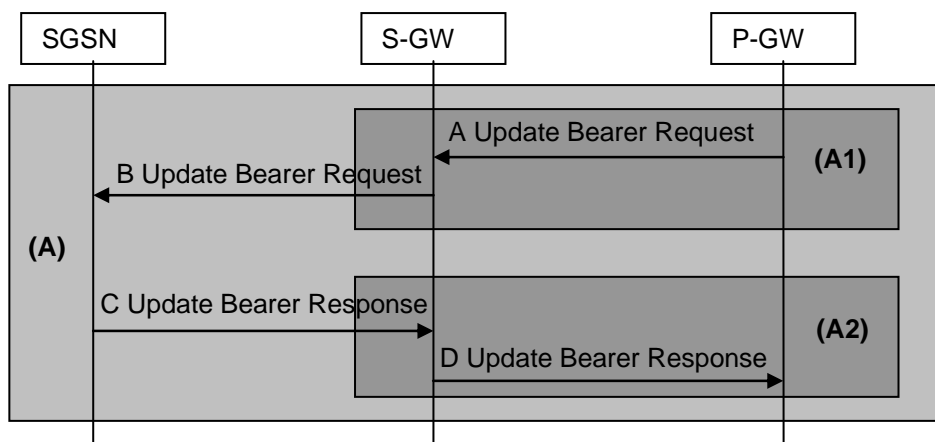 SGSN
S-GW
P-GW
A Update Bearer Request
(A1)
B Update Bearer Request
(A)
C Update Bearer Response
(A2)
D Update Bearer Response